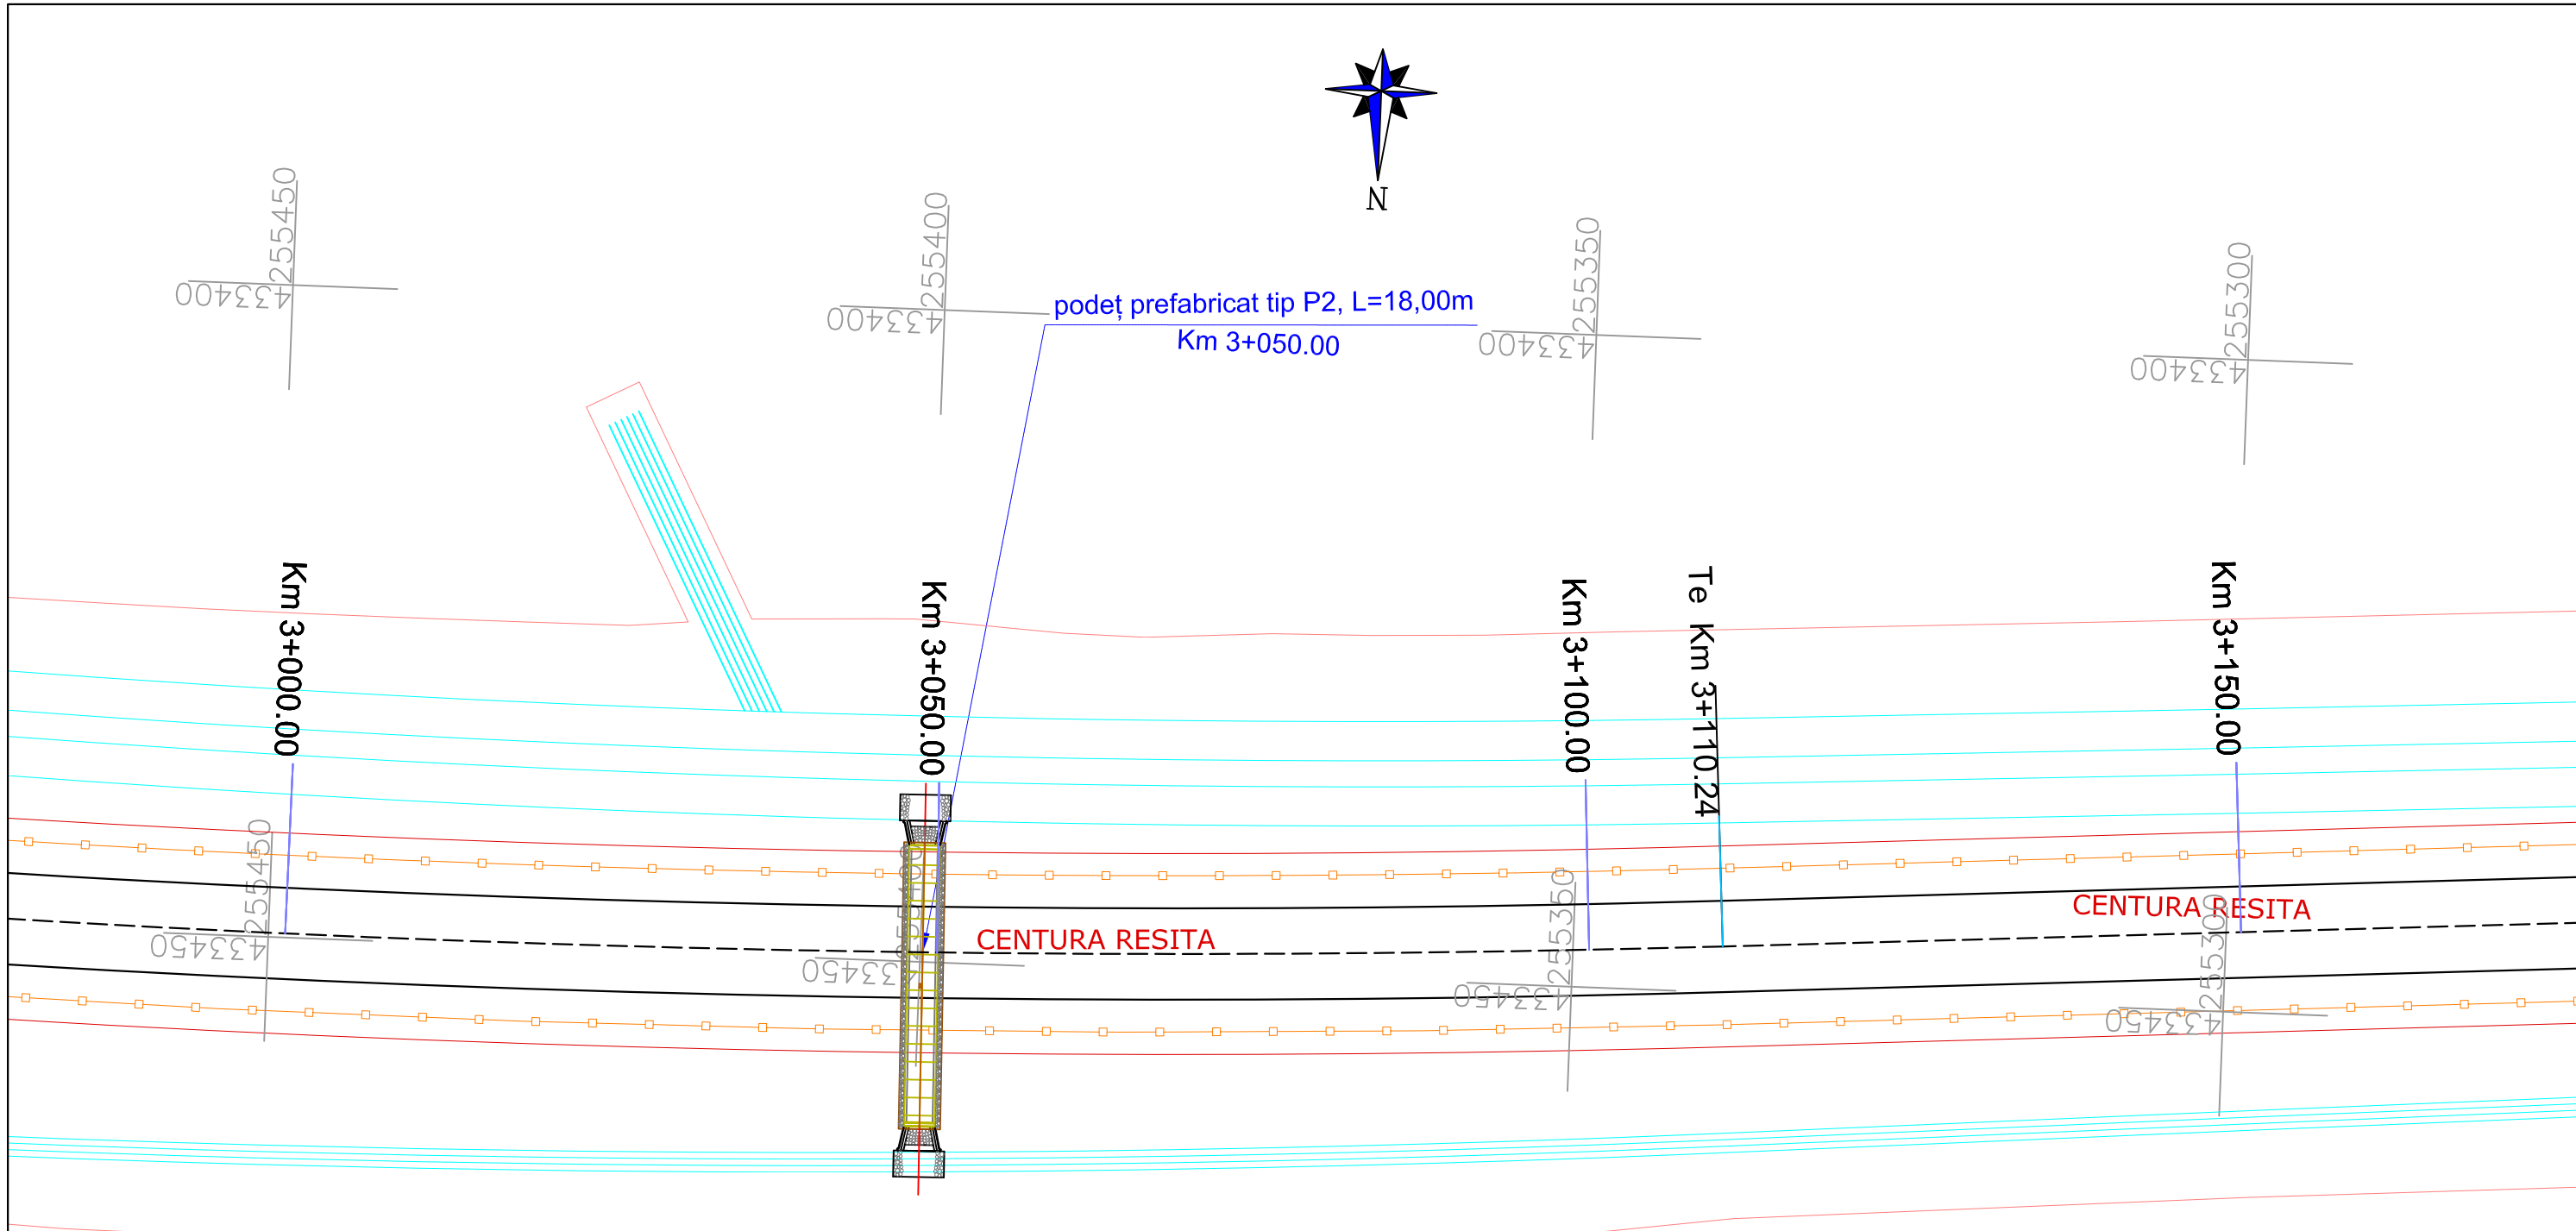 N
255450
433400
255400
433400
podeț prefabricat tip P2, L=18,00m
Km 3+050.00
255350
433400
255300
433400
Km 3+000.00
Km 3+050.00
Km 3+100.00
Te Km 3+110.24
Km 3+150.00
255450
433450
433450
CENTURA RESITA
255350
433450
CENTURA RESITA
255300
433450